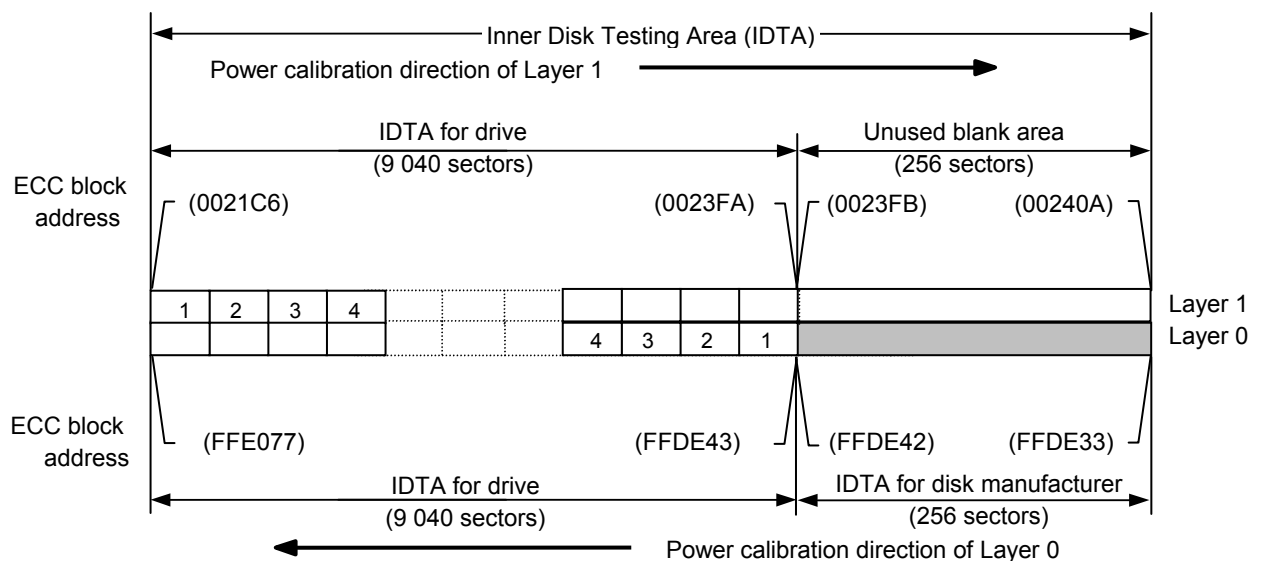 Inner Disk Testing Area (IDTA)
Power calibration direction of Layer 1
IDTA for drive
(9 040 sectors)
Unused blank area
(256 sectors)
ECC block
address
(0021C6)
(0023FA)
(0023FB)
(00240A)
1 2 3 4
Layer 1
4 3 2 1
Layer 0
ECC block
address
(FFE077)
(FFDE43)
(FFDE42)
(FFDE33)
IDTA for drive
(9 040 sectors)
IDTA for disk manufacturer
(256 sectors)
Power calibration direction of Layer 0